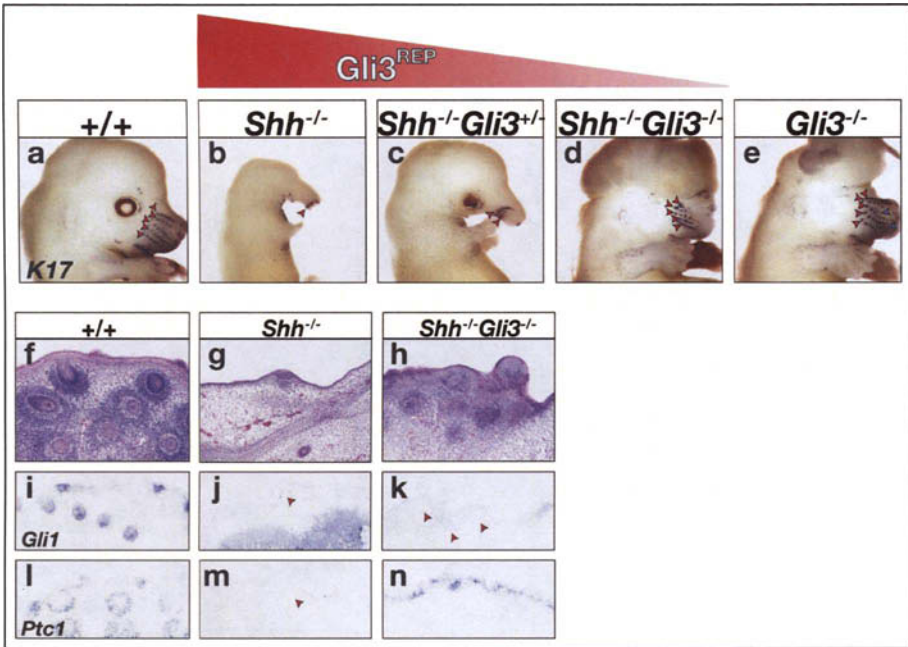 Gli3REP
+/+ Shh-/- Shh-/-Gli3+/- Shh-/-Gli3-/- Gli3-/-
a b c d e
K17
+/+ Shh-/- Shh-/-Gli3-/-
f g h
i j k
Gli1
l m n
Ptc1